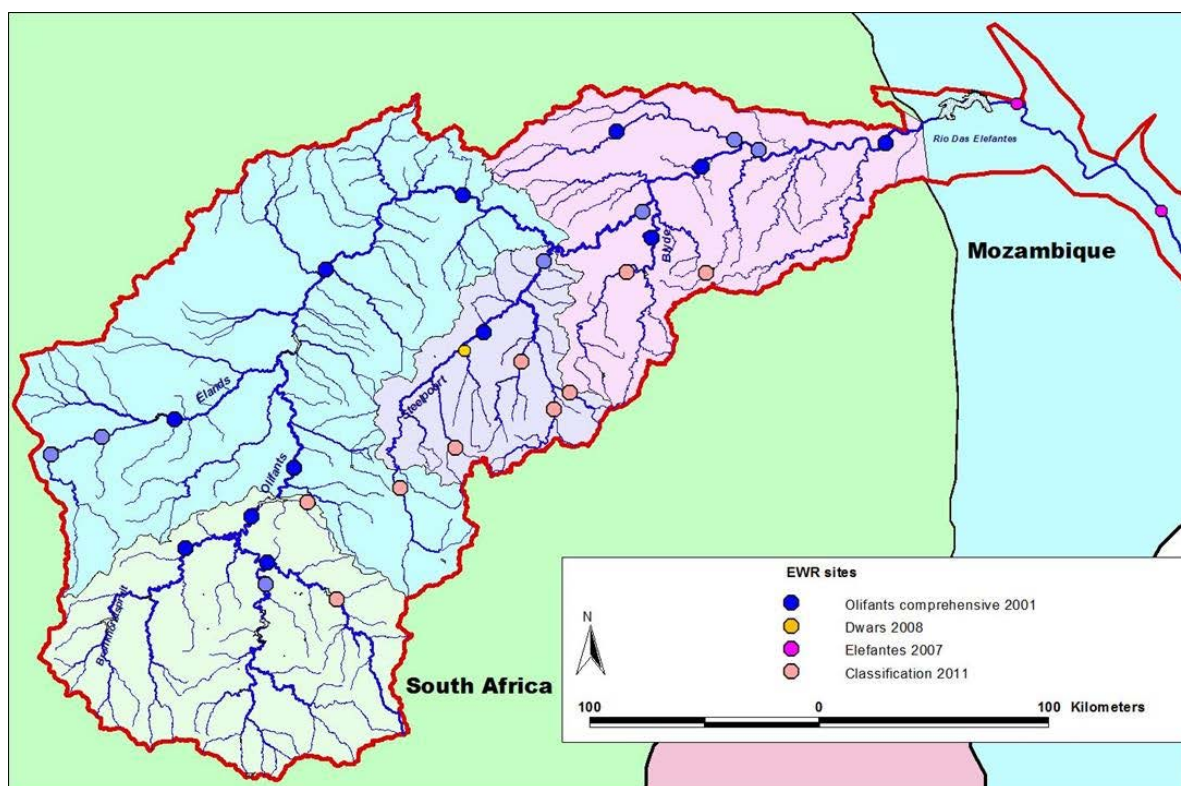 Rio Das Elefantes
Mozambique
Blyde
Steelpoort
Elands
Olifants
South Africa
EWR sites
Olifants comprehensive 2001
Dwars 2008
Elefantes 2007
Classification 2011
N
100 0 100 Kilometers